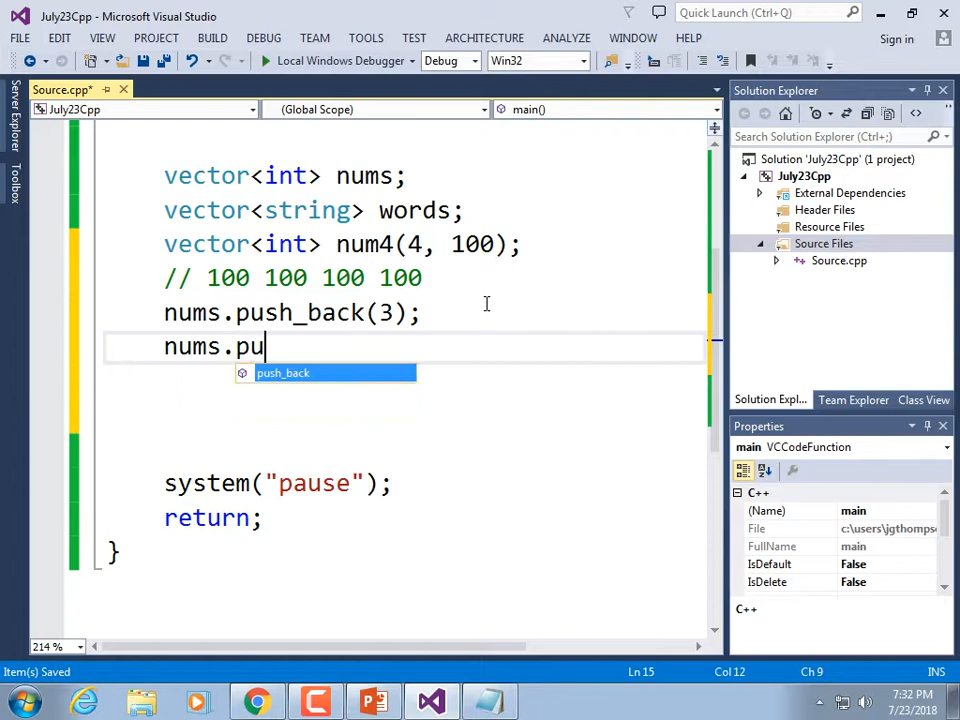 July23Cpp - Microsoft Visual Studio
Quick Launch (Ctrl+Q)
FILE EDIT VIEW PROJECT BUILD DEBUG TEAM TOOLS TEST ARCHITECTURE ANALYZE WINDOW HELP
Sign in
Local Windows Debugger Debug Win32
Server Explorer
Toolbox
Source.cpp*
July23Cpp (Global Scope) main()
vector<int> nums;
vector<string> words;
vector<int> num4(4, 100);
// 100 100 100 100
nums.push_back(3);
nums.pu
push_back
system("pause");
return;
}
214 %
Solution Explorer
Search Solution Explorer (Ctrl+;)
Solution 'July23Cpp' (1 project)
July23Cpp
External Dependencies
Header Files
Resource Files
Source Files
Source.cpp
Solution Expl... Team Explorer Class View
Properties
main VCCodeFunction
C++
(Name) main
File c:\users\jgthomps
FullName main
IsDefault False
IsDelete False
C++
Item(s) Saved Ln 15 Col 12 Ch 9 INS
7:32 PM
7/23/2018